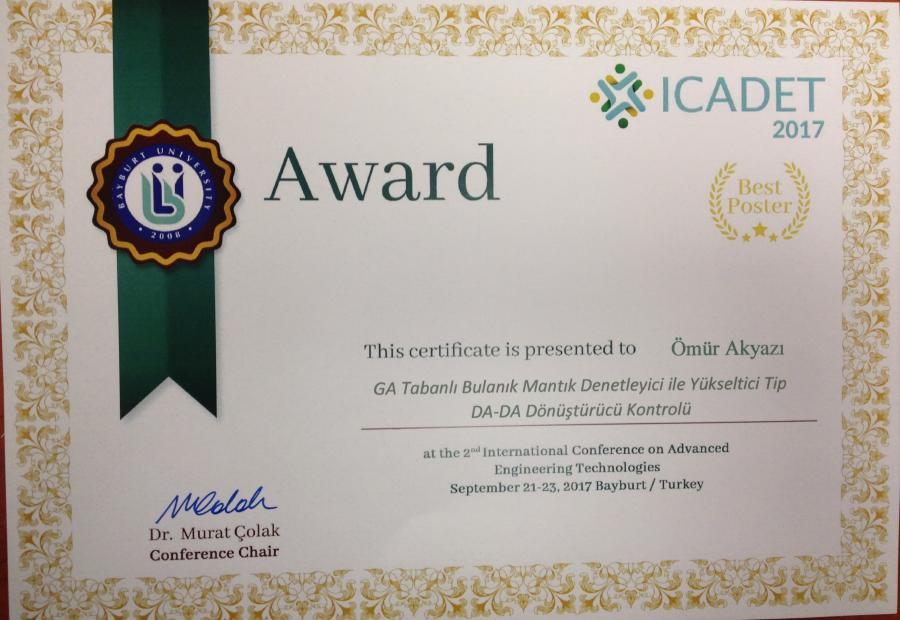 BAYBURT UNIVERSITY
2008
ICADET
2017
Award
Best
Poster
This certificate is presented to Ömür Akyazı
GA Tabanlı Bulanık Mantık Denetleyici ile Yükseltici Tip
DA-DA Dönüştürücü Kontrolü
at the 2nd International Conference on Advanced
Engineering Technologies
September 21-23, 2017 Bayburt / Turkey
Dr. Murat Çolak
Conference Chair